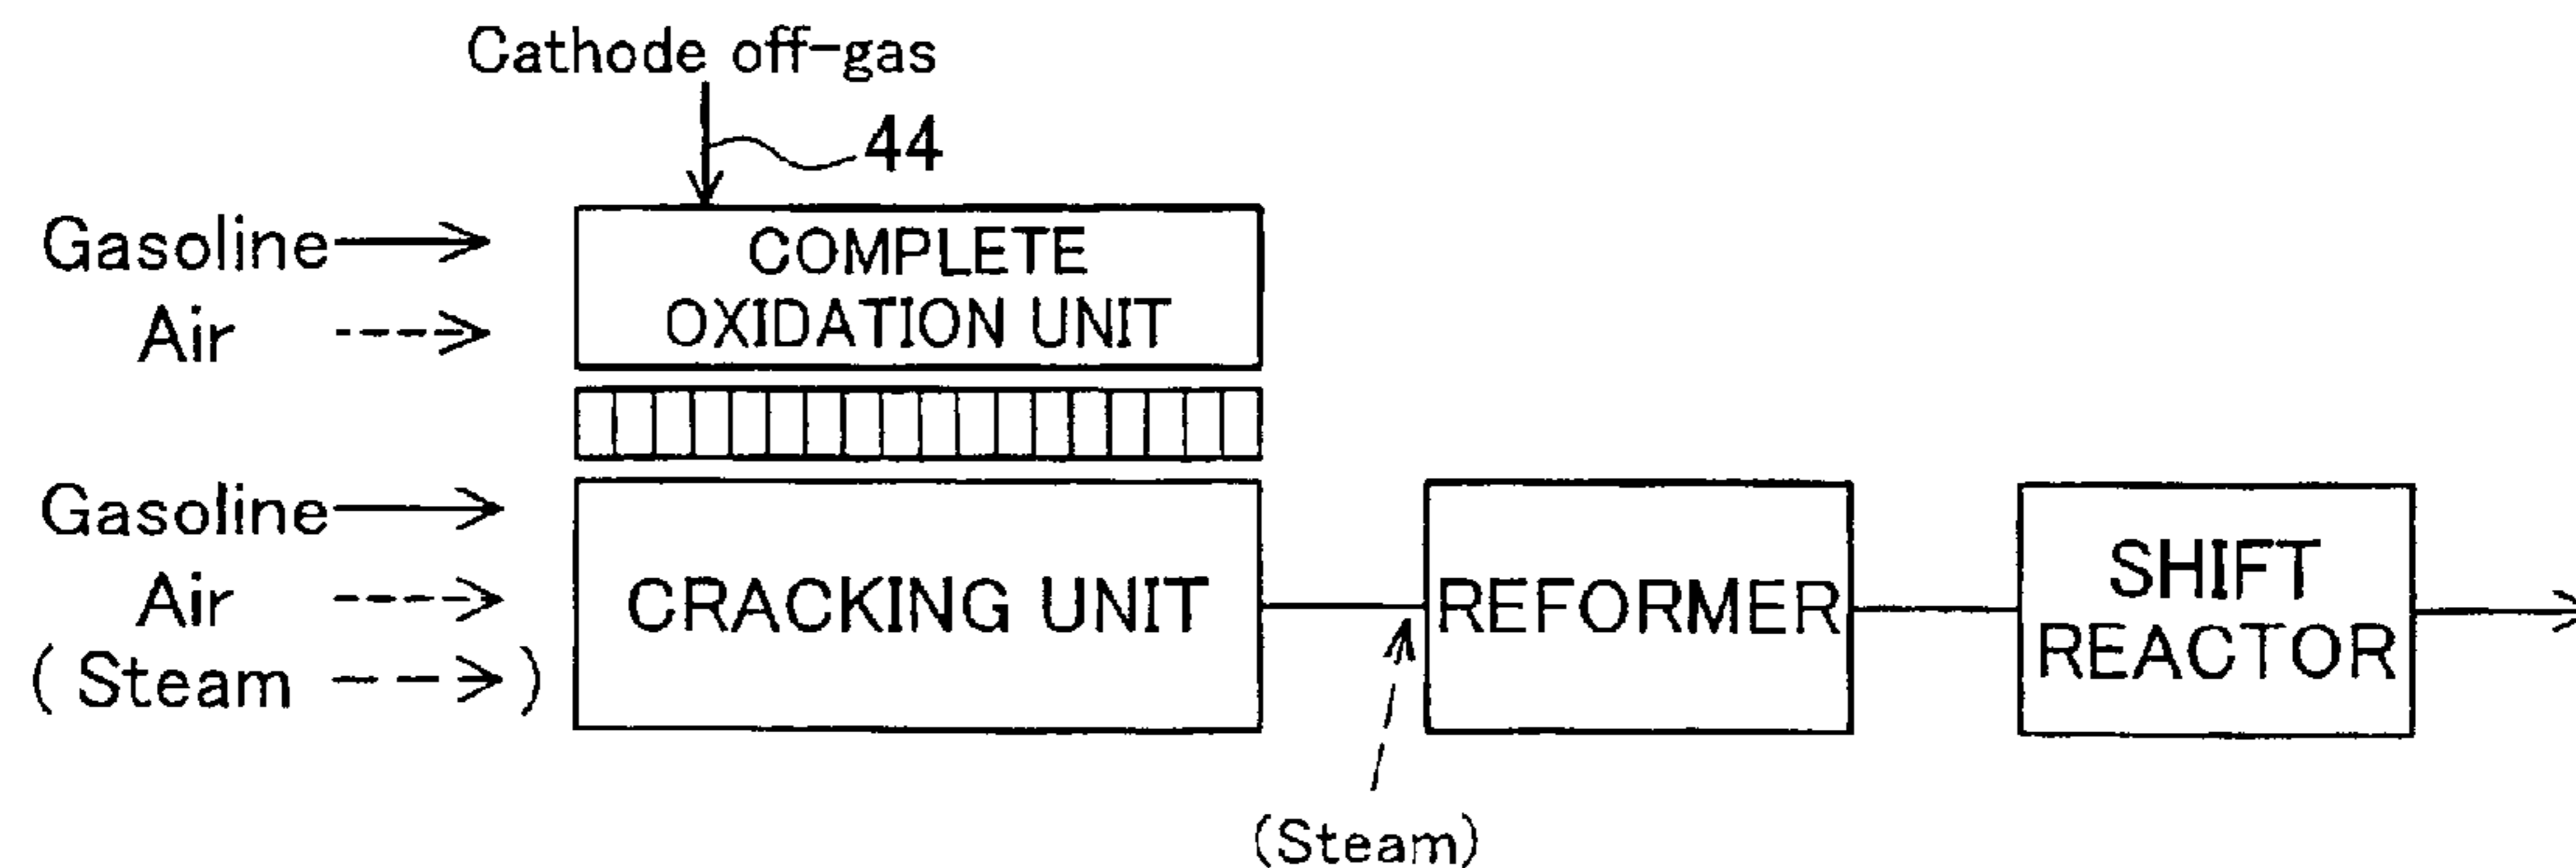 Cathode off-gas
44
Gasoline
Air
COMPLETE
OXIDATION UNIT
Gasoline
Air
(Steam )
CRACKING UNIT
REFORMER
SHIFT
REACTOR
(Steam)